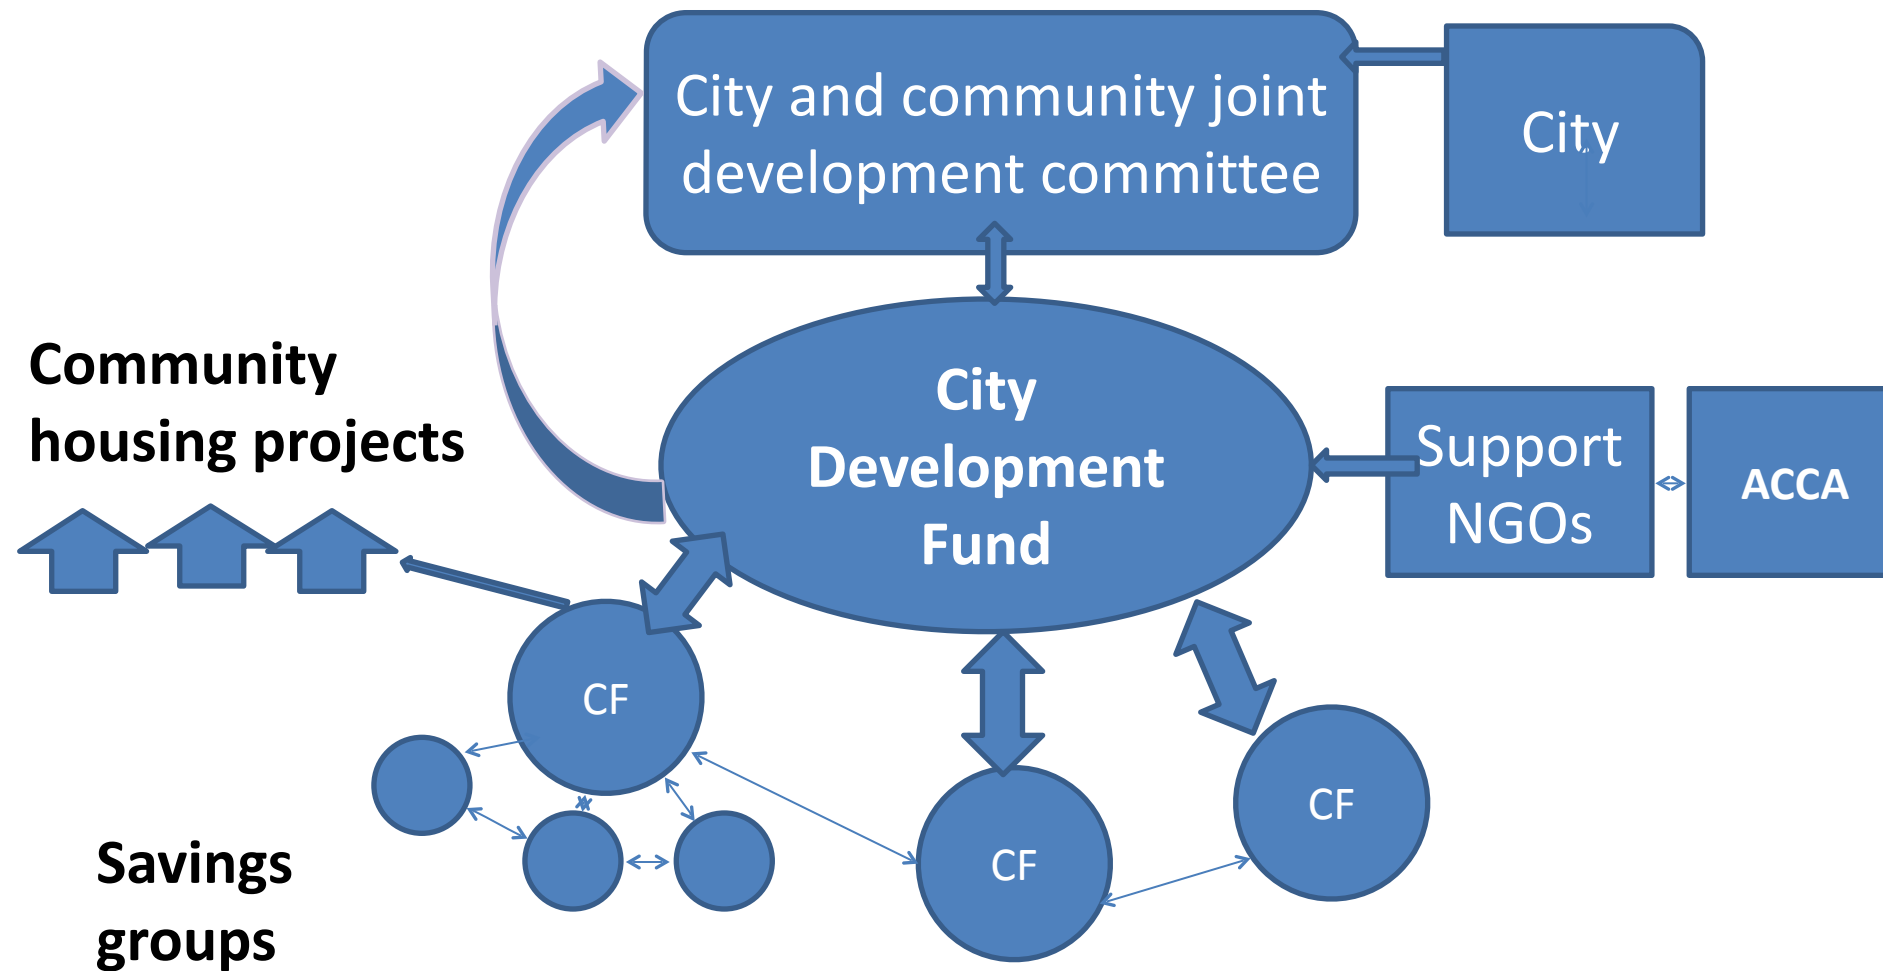 City and community joint
development committee
City
Community
housing projects
City
Development
Fund
Support
NGOs
ACCA
CF
CF
CF
Savings
groups